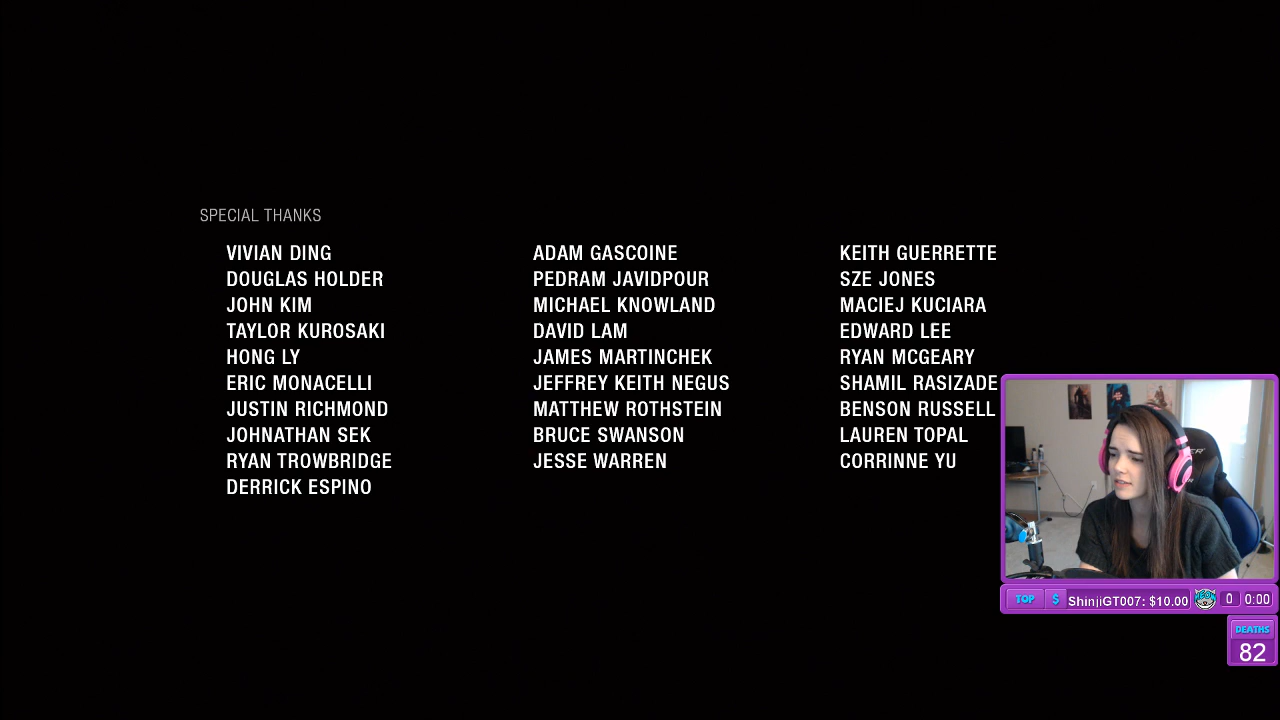 SPECIAL THANKS
VIVIAN DING
DOUGLAS HOLDER
JOHN KIM
TAYLOR KUROSAKI
HONG LY
ERIC MONACELLI
JUSTIN RICHMOND
JOHNATHAN SEK
RYAN TROWBRIDGE
DERRICK ESPINO
ADAM GASCOINE
PEDRAM JAVIDPOUR
MICHAEL KNOWLAND
DAVID LAM
JAMES MARTINCHEK
JEFFREY KEITH NEGUS
MATTHEW ROTHSTEIN
BRUCE SWANSON
JESSE WARREN
KEITH GUERRETTE
SZE JONES
MACIEJ KUCIARA
EDWARD LEE
RYAN MCGEARY
SHAMIL RASIZADE
BENSON RUSSELL
LAUREN TOPAL
CORRINNE YU
TOP $ ShinjiGT007: $10.00 0 0:00
DEATHS
82